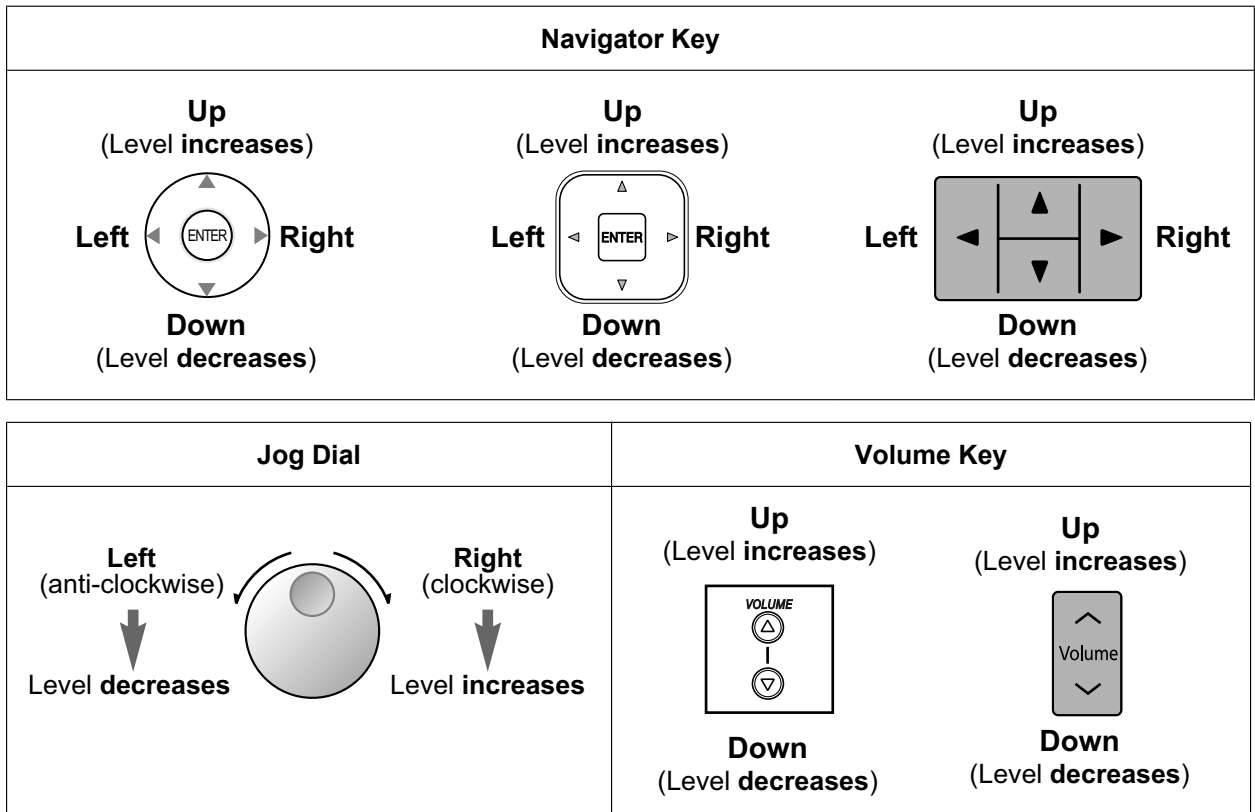 Navigator Key
Up
(Level increases)
Left
ENTER
Right
Down
(Level decreases)
Up
(Level increases)
Left
ENTER
Right
Down
(Level decreases)
Up
(Level increases)
Left
Right
Down
(Level decreases)
Jog Dial
Left
(anti-clockwise)
Level decreases
Right
(clockwise)
Level increases
Volume Key
Up
(Level increases)
VOLUME
Down
(Level decreases)
Up
(Level increases)
Volume
Down
(Level decreases)